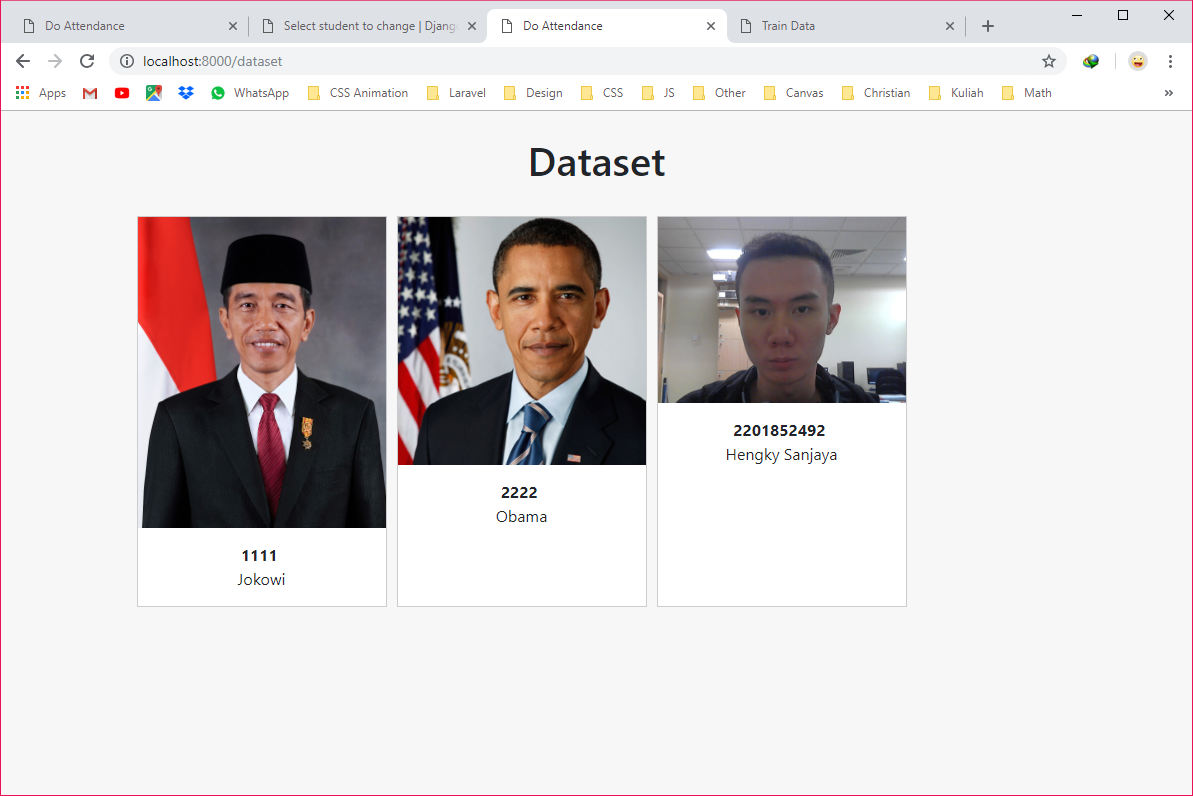 Do Attendance
Select student to change | Djang
Do Attendance
Train Data
localhost:8000/dataset
Apps
WhatsApp
CSS Animation
Laravel
Design
CSS
JS
Other
Canvas
Christian
Kuliah
Math
Dataset
1111
Jokowi
2222
Obama
2201852492
Hengky Sanjaya